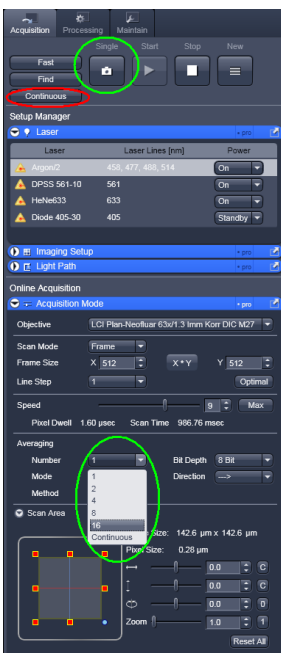 Acquisition Processing Maintain
Single Start Stop New
Fast
Find
Continuous
Setup Manager
Laser + pro
Laser Laser Lines [nm] Power
Argon/2 458, 477, 488, 514 On
DPSS 561-10 561 On
HeNe633 633 On
Diode 405-30 405 Standby
Imaging Setup + pro
Light Path + pro
Online Acquisition
Acquisition Mode + pro
Objective LCI Plan-Neofluar 63x/1.3 Imm Korr DIC M27
Scan Mode Frame
Frame Size X 512 X*Y Y 512
Line Step 1 Optimal
Speed 9 Max
Pixel Dwell 1.60 µsec Scan Time 986.76 msec
Averaging
Number 1 Bit Depth 8 Bit
Mode 1 Direction --->
2
Method 4
8
Scan Area 16
Size: 142.6 µm x 142.6 µm
Continuous
Pixel Size: 0.28 µm
0.0 C
0.0 C
0.0 0
Zoom 1.0 1
Reset All